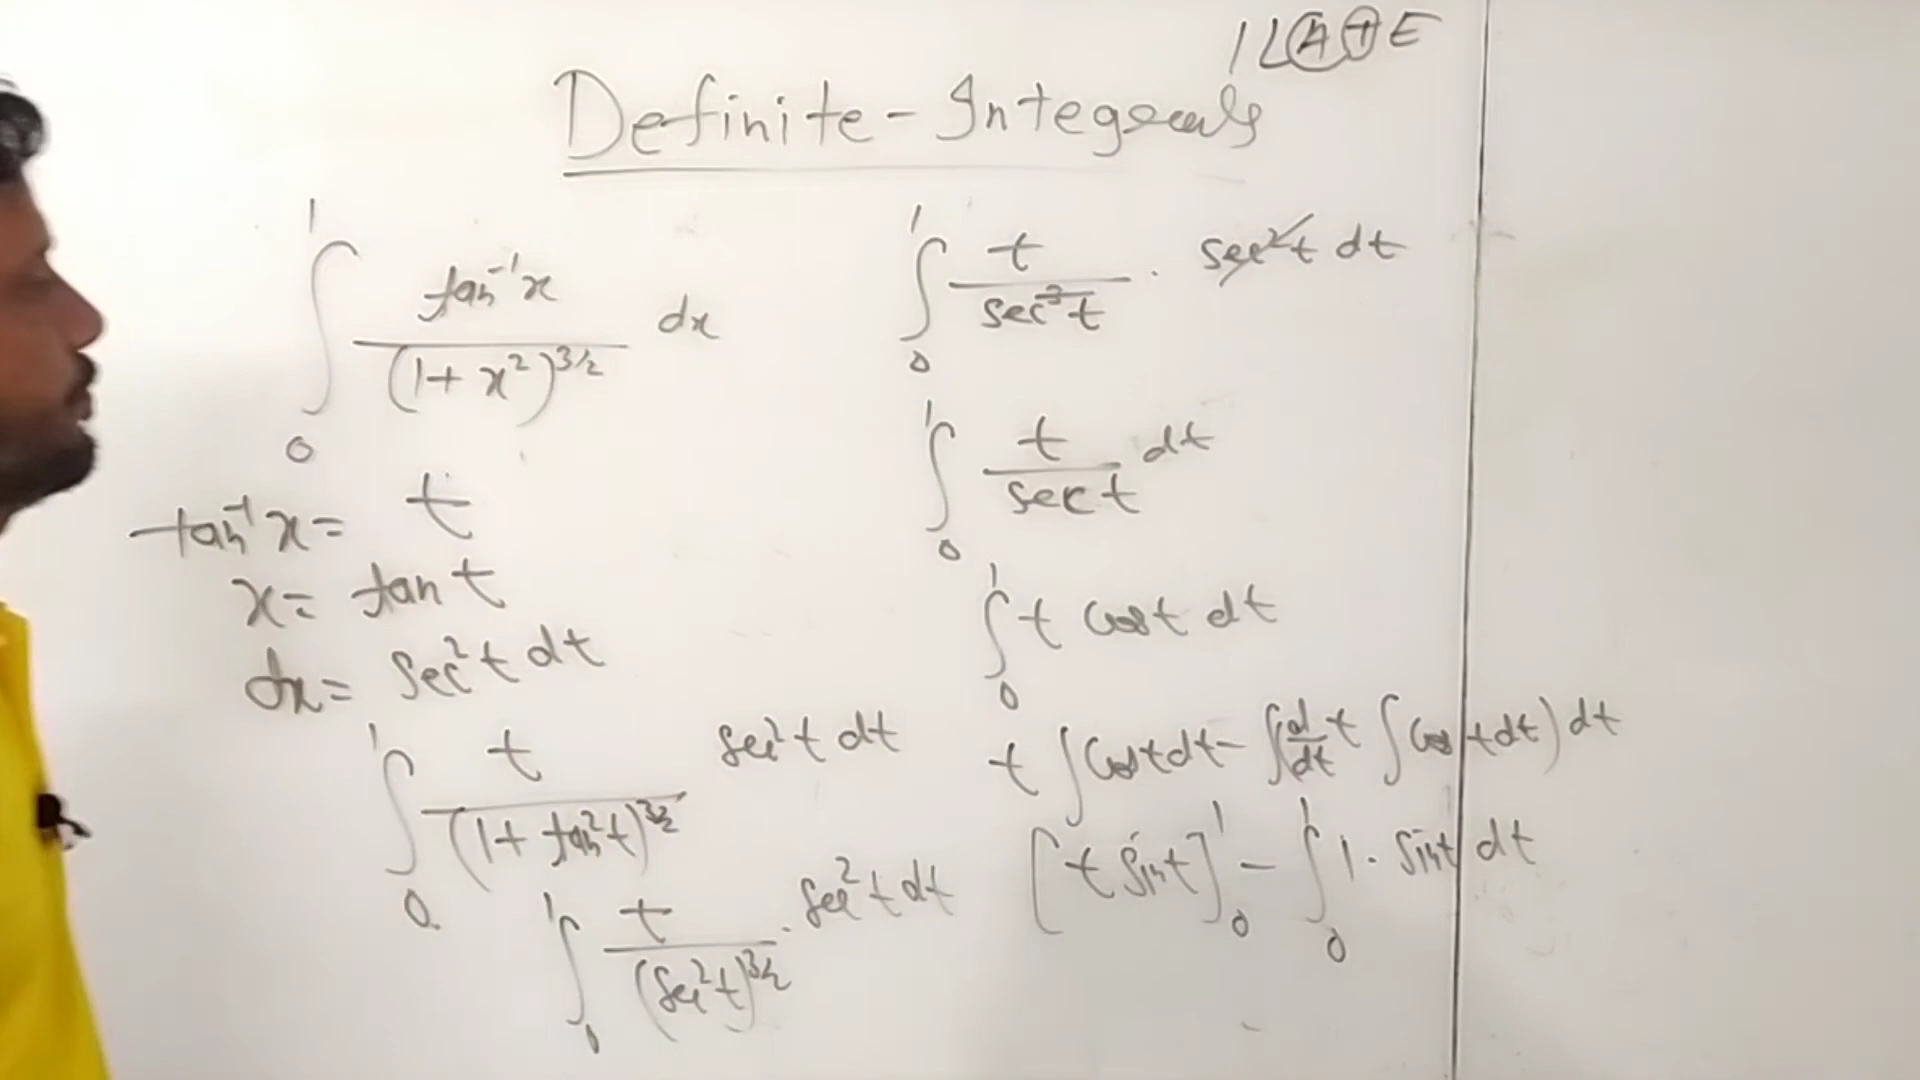 ILATE
Definite-Integrals
∫₀¹ tan⁻¹x / (1+x²)^3/2 dx
tan⁻¹x = t
x = tan t
dx = sec²t dt
∫₀¹ t / (1+tan²t)^3/2 sec²t dt
∫₀¹ t / (sec²t)^3/2 . sec²t dt
∫₀¹ t / sec³t . sec²t dt
∫₀¹ t / sec t dt
∫₀¹ t cos t dt
t ∫cos t dt - ∫(d/dt t ∫cos t dt) dt
[t sin t]₀¹ - ∫₀¹ 1. sin t dt